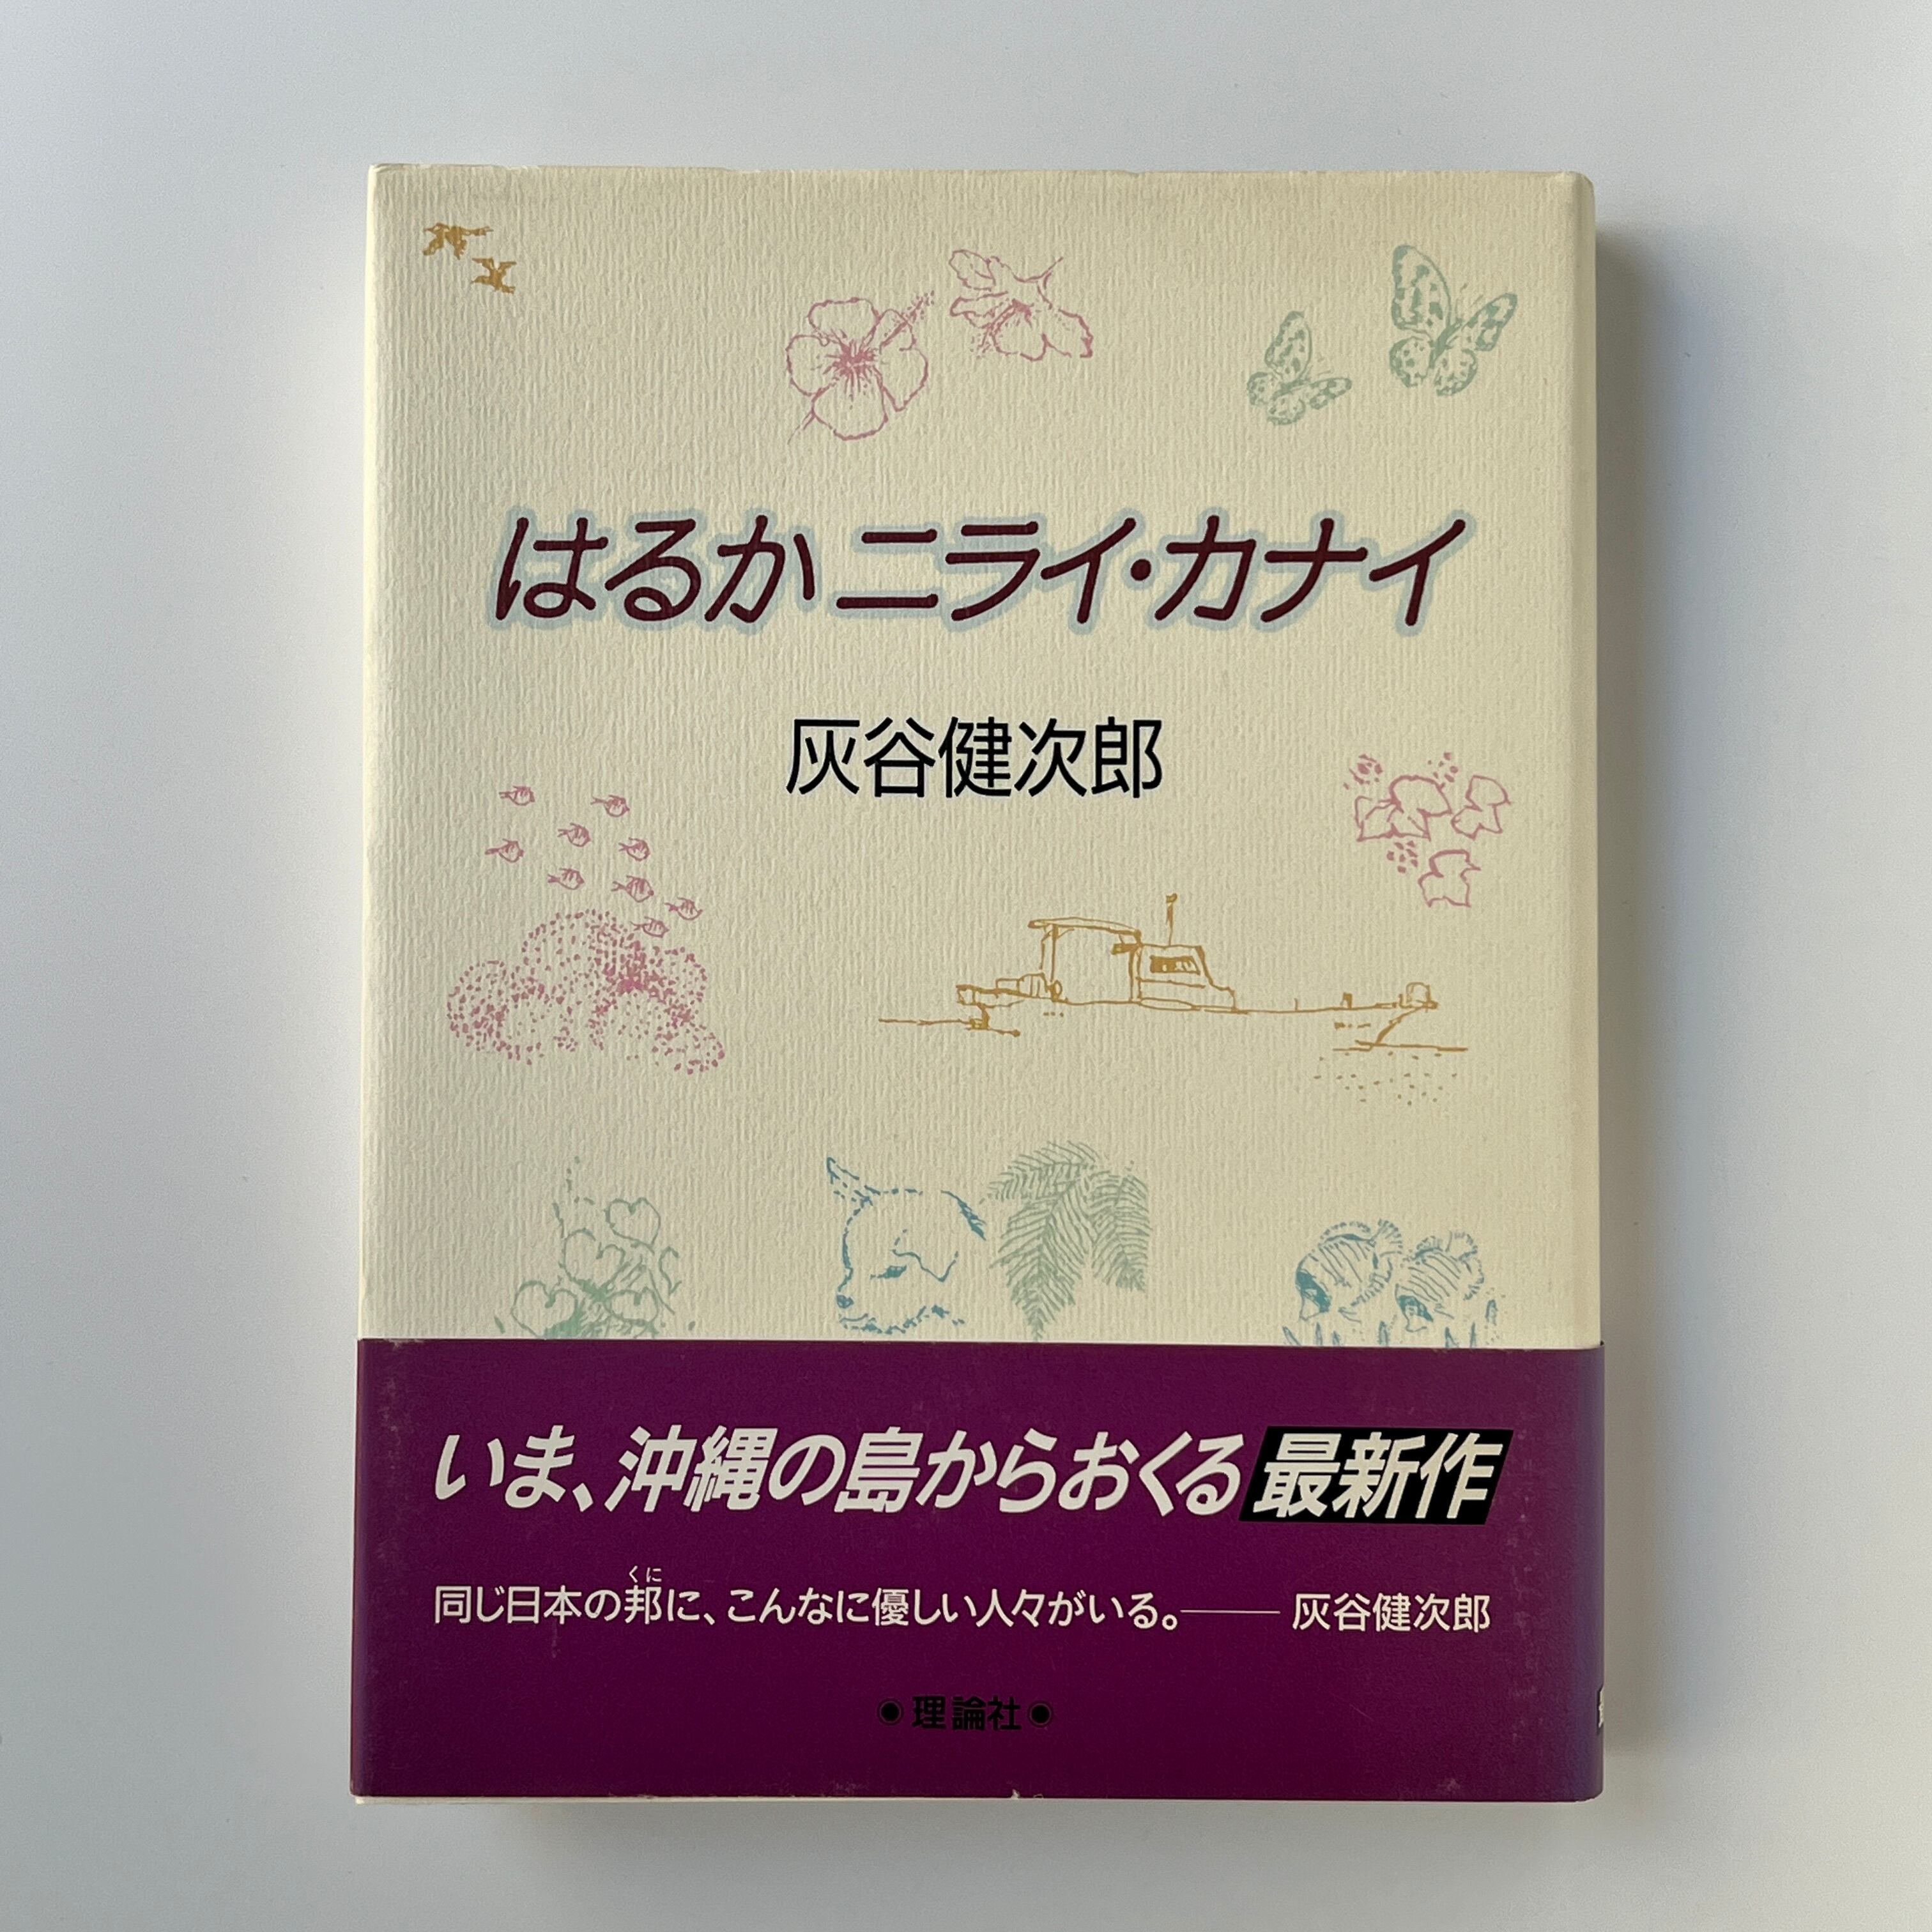 はるか ニライ・カナイ
灰谷健次郎
いま、沖縄の島からおくる 最新作
くに
同じ日本の邦に、こんなに優しい人々がいる。―― 灰谷健次郎
●理論社●